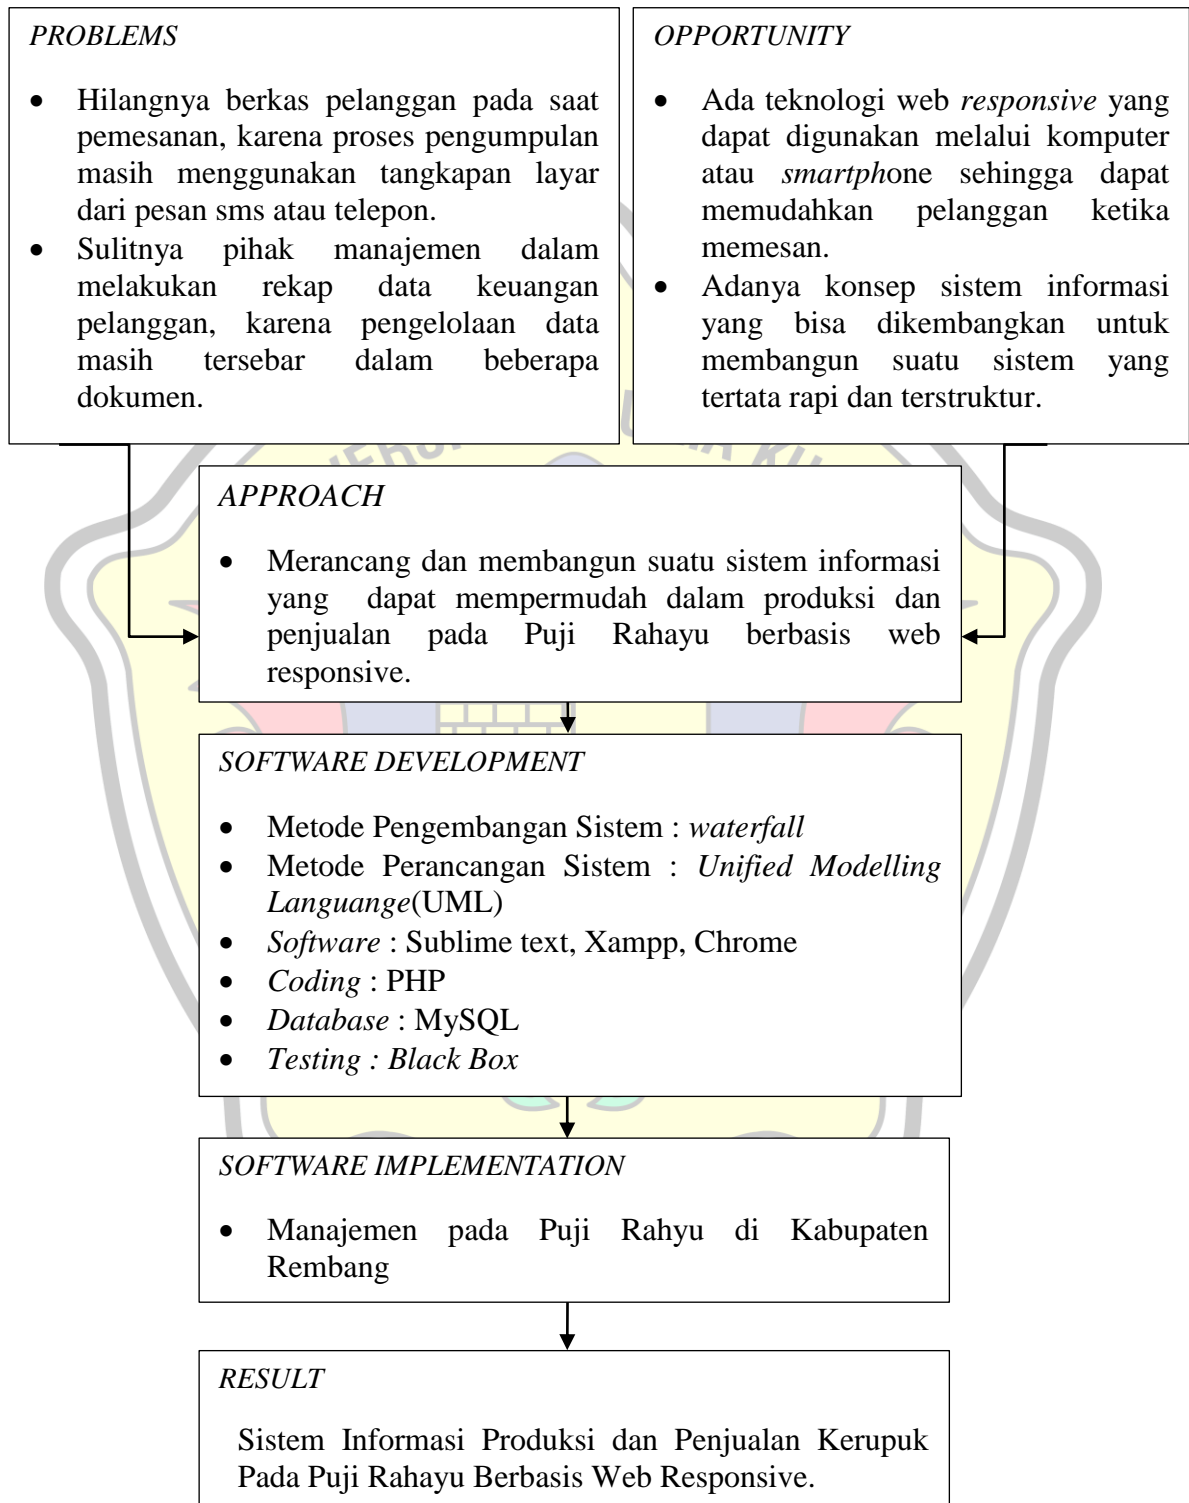 PROBLEMS
• Hilangnya berkas pelanggan pada saat
pemesanan, karena proses pengumpulan
masih menggunakan tangkapan layar
dari pesan sms atau telepon.
• Sulitnya pihak manajemen dalam
melakukan rekap data keuangan
pelanggan, karena pengelolaan data
masih tersebar dalam beberapa
dokumen.
OPPORTUNITY
• Ada teknologi web responsive yang
dapat digunakan melalui komputer
atau smartphone sehingga dapat
memudahkan pelanggan ketika
memesan.
• Adanya konsep sistem informasi
yang bisa dikembangkan untuk
membangun suatu sistem yang
tertata rapi dan terstruktur.
APPROACH
• Merancang dan membangun suatu sistem informasi
yang dapat mempermudah dalam produksi dan
penjualan pada Puji Rahayu berbasis web
responsive.
SOFTWARE DEVELOPMENT
• Metode Pengembangan Sistem : waterfall
• Metode Perancangan Sistem : Unified Modelling
Languange(UML)
• Software : Sublime text, Xampp, Chrome
• Coding : PHP
• Database : MySQL
• Testing : Black Box
SOFTWARE IMPLEMENTATION
• Manajemen pada Puji Rahyu di Kabupaten
Rembang
RESULT
Sistem Informasi Produksi dan Penjualan Kerupuk
Pada Puji Rahayu Berbasis Web Responsive.